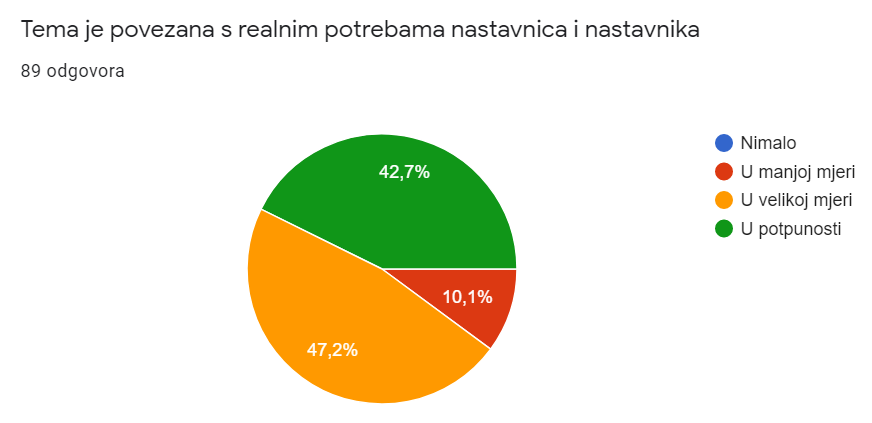 Tema je povezana s realnim potrebama nastavnica i nastavnika
89 odgovora
42,7%
10,1%
47,2%
Nimalo
U manjoj mjeri
U velikoj mjeri
U potpunosti